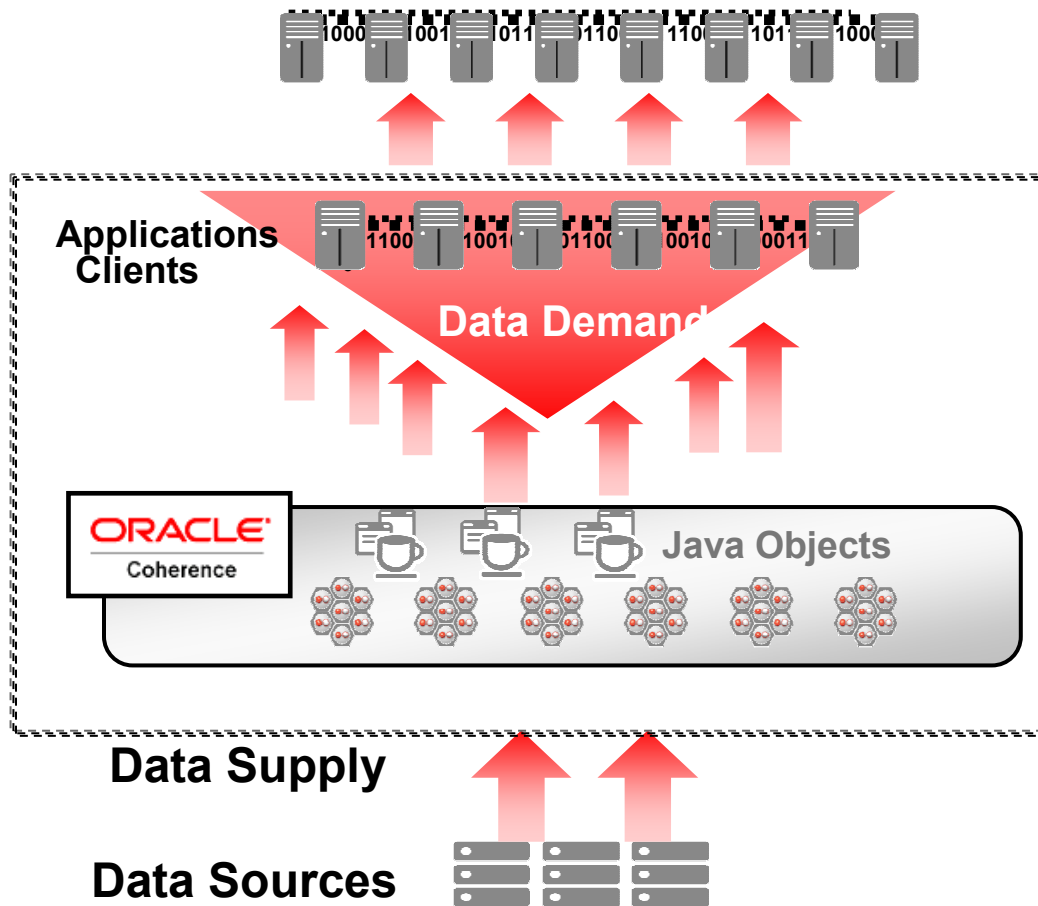 Applications
Clients
Data Demand
ORACLE
Coherence
Java Objects
Data Supply
Data Sources